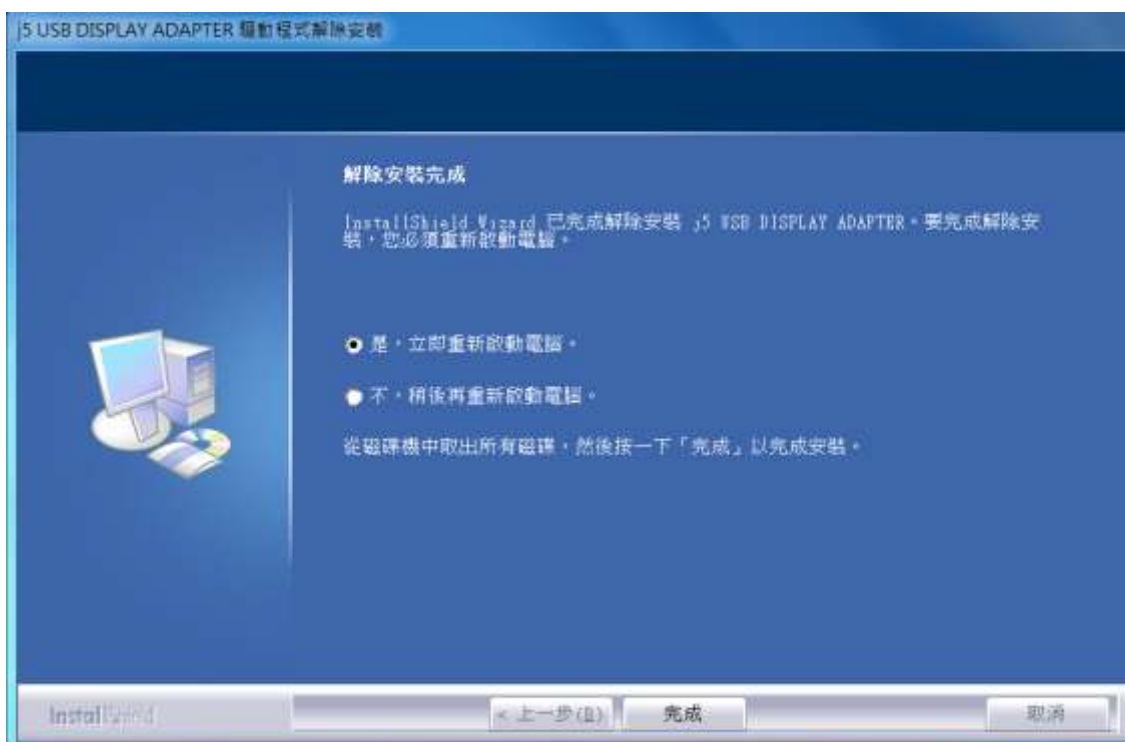 j5 USB DISPLAY ADAPTER 驅動程式解除安裝
解除安裝完成
InstallShield Wizard 已完成解除安裝 j5 USB DISPLAY ADAPTER。要完成解除安
裝，您必須重新啟動電腦。
是，立即重新啟動電腦。
不，稍後再重新啟動電腦。
從磁碟機中取出所有磁碟，然後按一下「完成」以完成安裝。
InstallShield
< 上一步(B)
完成
取消